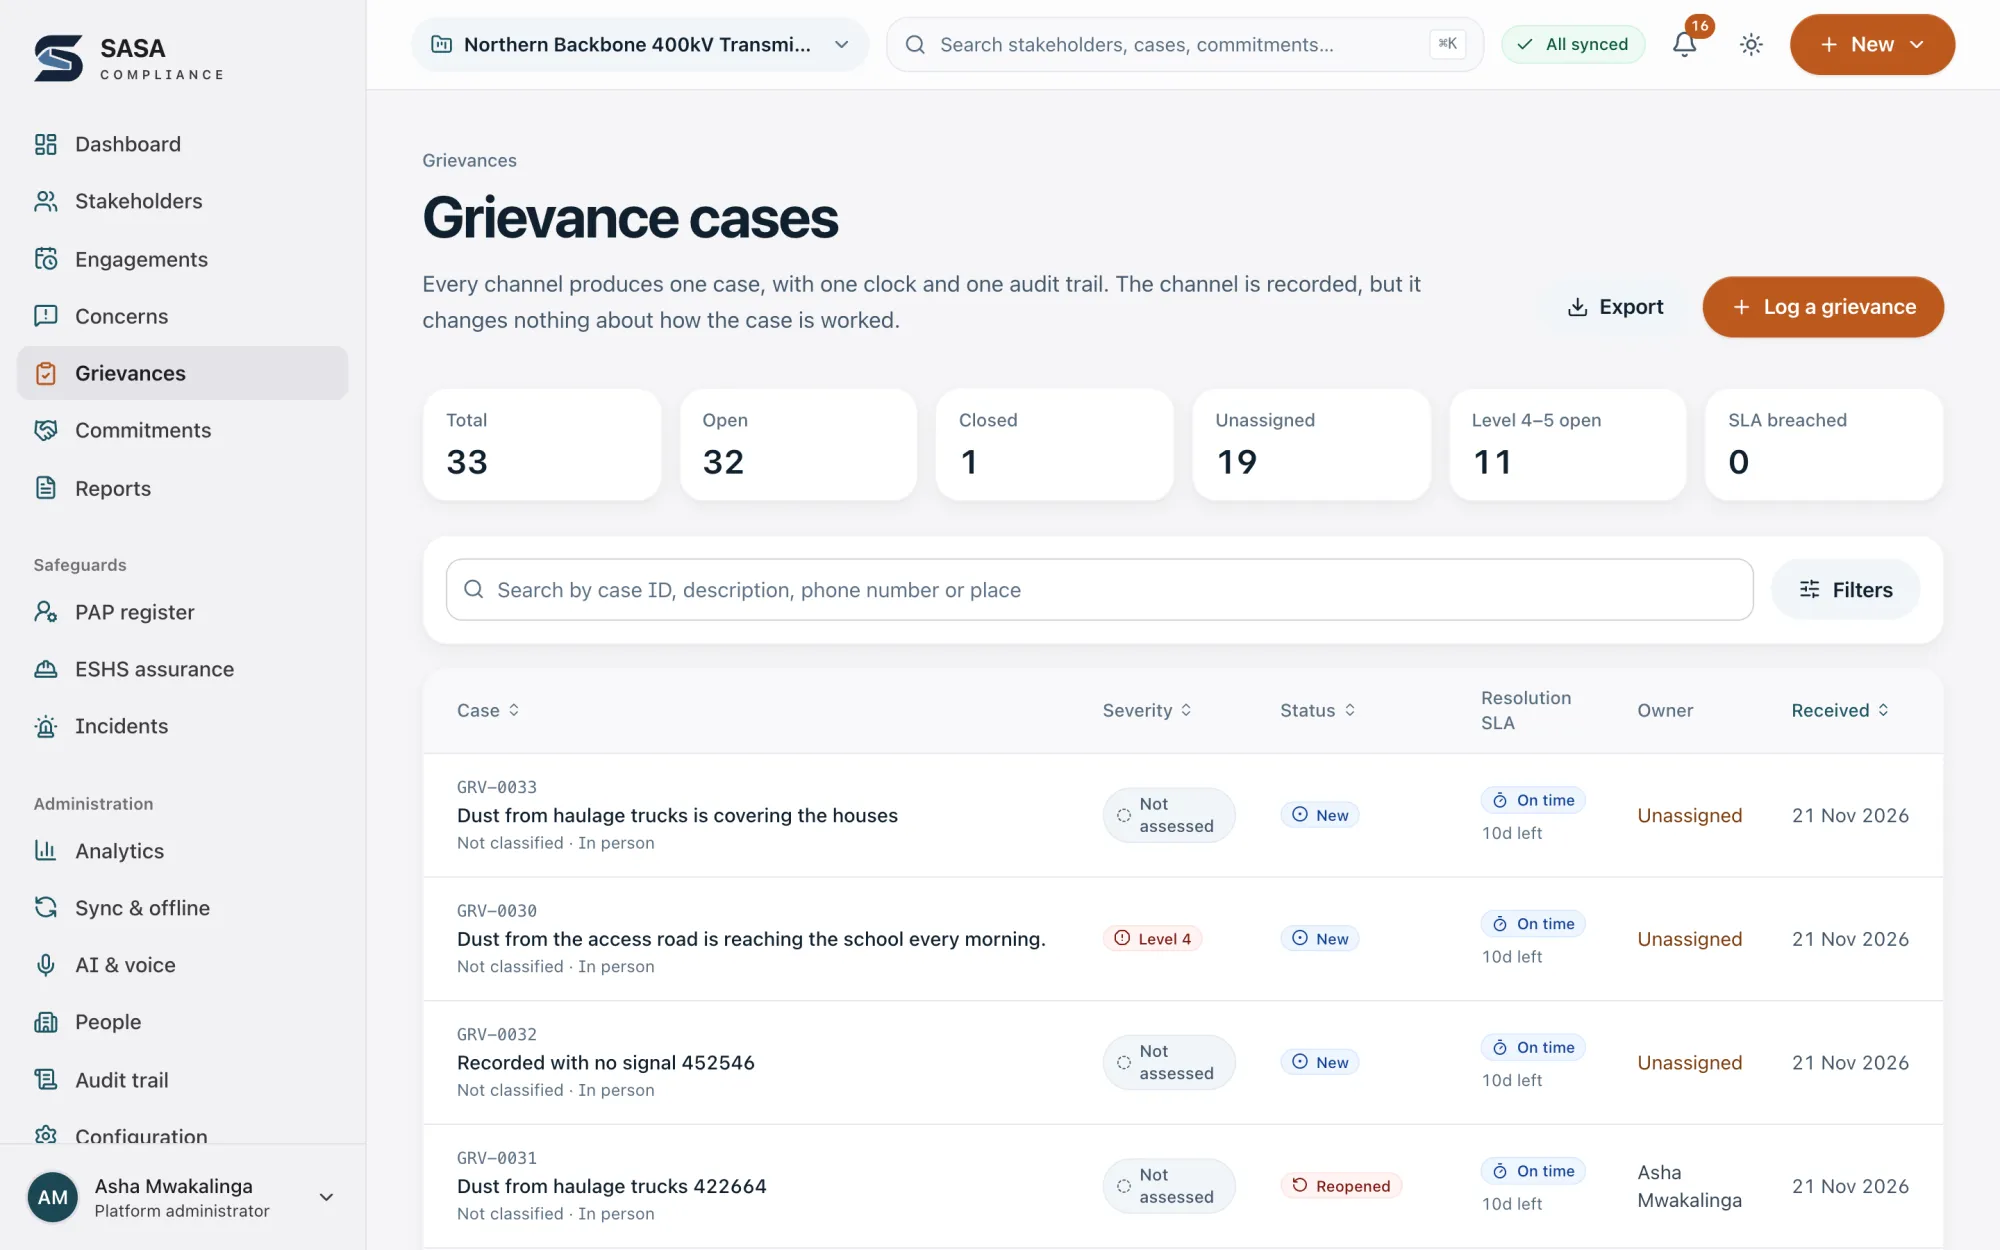 SASA
COMPLIANCE
Dashboard
Stakeholders
Engagements
Concerns
Grievances
Commitments
Reports
Safeguards
PAP register
ESHS assurance
Incidents
Administration
Analytics
Sync & offline
AI & voice
People
Audit trail
Configuration
AM
Asha Mwakalinga
Platform administrator
Northern Backbone 400kV Transmi...
Search stakeholders, cases, commitments...
⌘K
All synced
16
New
Grievances
Grievance cases
Every channel produces one case, with one clock and one audit trail. The channel is recorded, but it
changes nothing about how the case is worked.
Export
Log a grievance
Total
33
Open
32
Closed
1
Unassigned
19
Level 4–5 open
11
SLA breached
0
Search by case ID, description, phone number or place
Filters
Case
Severity
Status
Resolution
SLA
Owner
Received
GRV-0033
Dust from haulage trucks is covering the houses
Not classified · In person
Not
assessed
New
On time
10d left
Unassigned
21 Nov 2026
GRV-0030
Dust from the access road is reaching the school every morning.
Not classified · In person
Level 4
New
On time
10d left
Unassigned
21 Nov 2026
GRV-0032
Recorded with no signal 452546
Not classified · In person
Not
assessed
New
On time
10d left
Unassigned
21 Nov 2026
GRV-0031
Dust from haulage trucks 422664
Not classified · In person
Not
assessed
Reopened
On time
10d left
Asha
Mwakalinga
21 Nov 2026